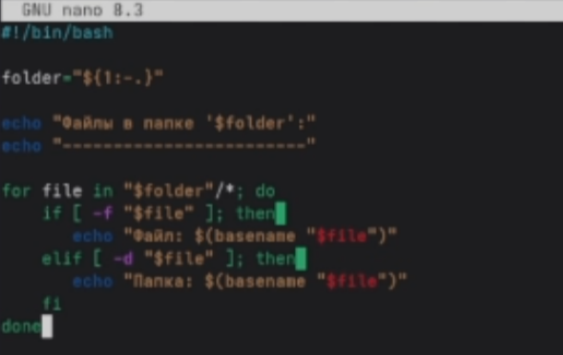 GNU nano 8.3
#!/bin/bash
folder="${1:-.}"
echo "Файлы в папке '$folder':"
echo "-------------------------"
for file in "$folder"/*; do
if [ -f "$file" ]; then
echo "Файл: $(basename "$file")"
elif [ -d "$file" ]; then
echo "Папка: $(basename "$file")"
fi
done